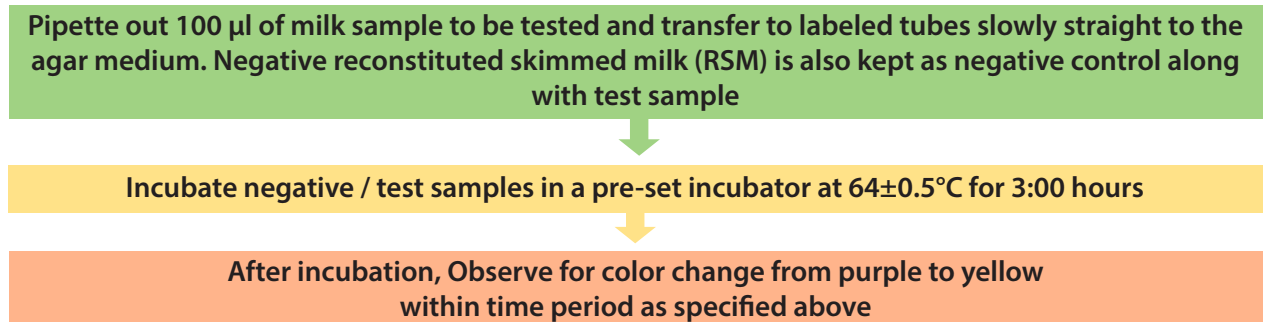 Pipette out 100 µl of milk sample to be tested and transfer to labeled tubes slowly straight to the
agar medium. Negative reconstituted skimmed milk (RSM) is also kept as negative control along
with test sample
Incubate negative / test samples in a pre-set incubator at 64±0.5°C for 3:00 hours
After incubation, Observe for color change from purple to yellow
within time period as specified above